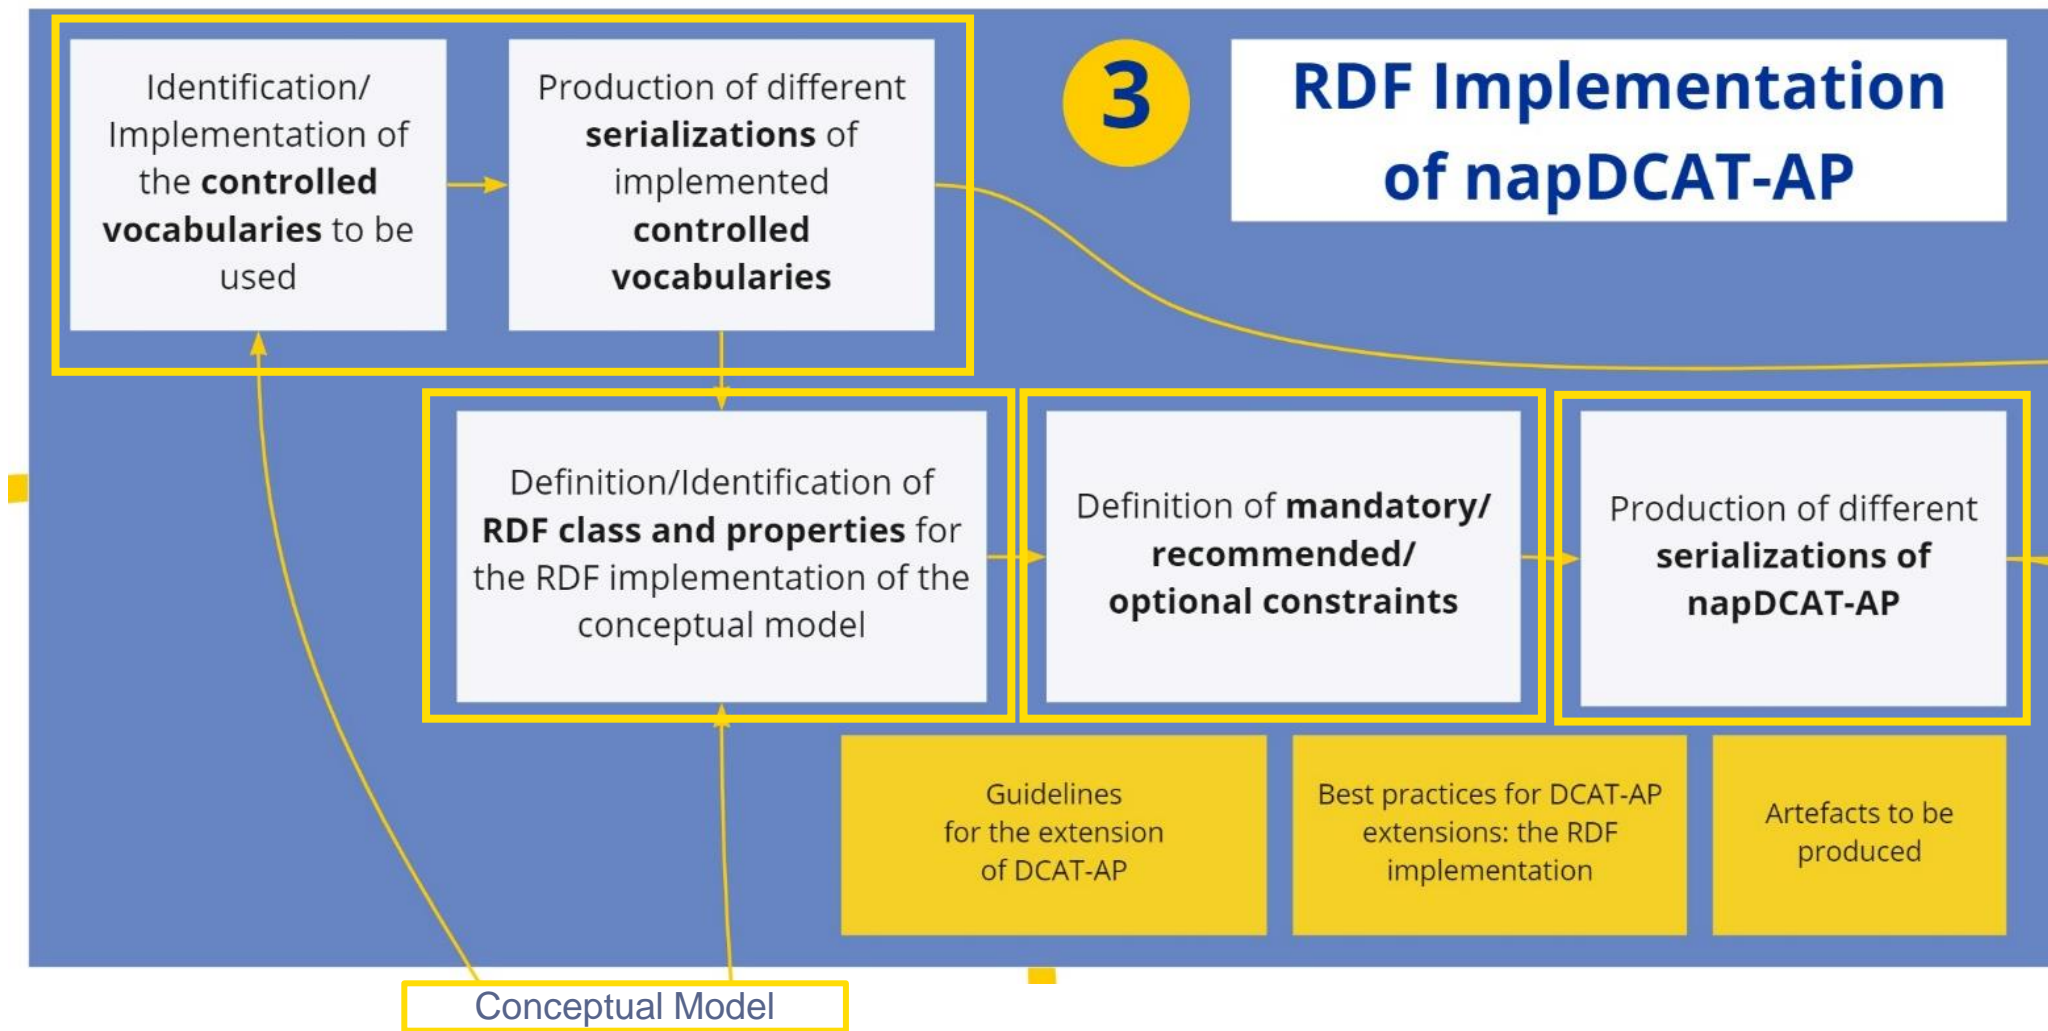 Identification/
Implementation of
the controlled
vocabularies to be
used
Production of different
serializations of
implemented
controlled
vocabularies
3
RDF Implementation
of napDCAT-AP
Definition/Identification of
RDF class and properties for
the RDF implementation of the
conceptual model
Definition of mandatory/
recommended/
optional constraints
Production of different
serializations of
napDCAT-AP
Guidelines
for the extension
of DCAT-AP
Best practices for DCAT-AP
extensions: the RDF
implementation
Artefacts to be
produced
Conceptual Model